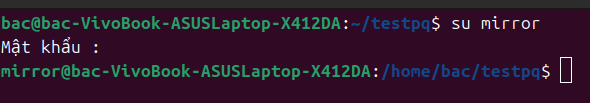 bac@bac-VivoBook-ASUSLaptop-X412DA:~/testpq$ su mirror
Mật khẩu :
mirror@bac-VivoBook-ASUSLaptop-X412DA:/home/bac/testpq$